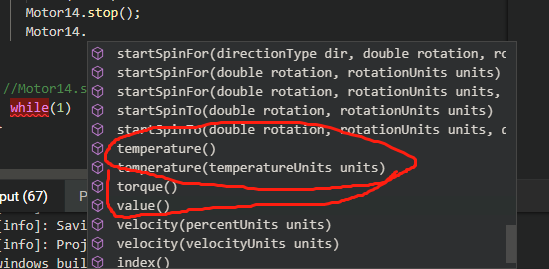 Motor14.stop();
Motor14.
startSpinFor(directionType dir, double rotation, ro
startSpinFor(double rotation, rotationUnits units)
//Motor14.s
startSpinFor(double rotation, rotationUnits units,
while(1)
startSpinTo(double rotation, rotationUnits units)
startSpinTo(double rotation, rotationUnits units, d
temperature()
temperature(temperatureUnits units)
put (67) P
torque()
[info]: Savi
value()
[info]: Proj
velocity(percentUnits units)
windows buil
velocity(velocityUnits units)
index()